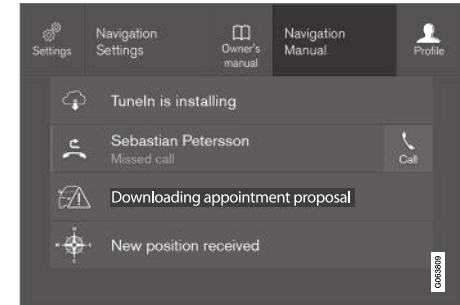 Settings
Navigation
Settings
Owner's
manual
Navigation
Manual
Profile
TuneIn is installing
Sebastian Petersson
Missed call
Call
Downloading appointment proposal
New position received
G063809